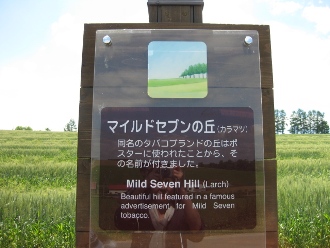 マイルドセブンの丘(カラマツ)
同名のタバコブランドの丘はポ
スターに使われたことから、そ
の名前が付きました。
Mild Seven Hill (Larch)
Beautiful hill featured in a famous
advertisement for Mild Seven
tobacco.